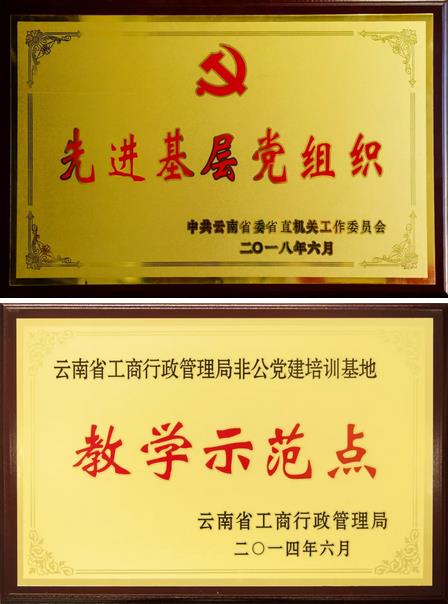 先进基层党组织
中共云南省委省直机关工作委员会
二〇一八年六月
云南省工商行政管理局非公党建培训基地
教学示范点
云南省工商行政管理局
二〇一四年六月